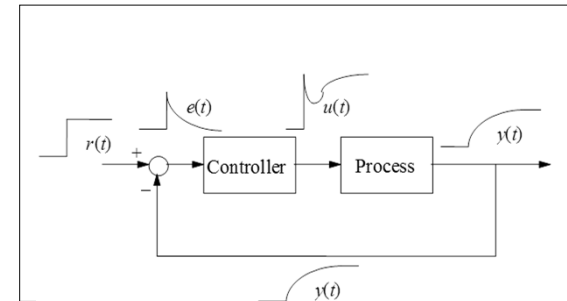 e(t)
u(t)
r(t)
+
y(t)
Controller
Process
−
y(t)